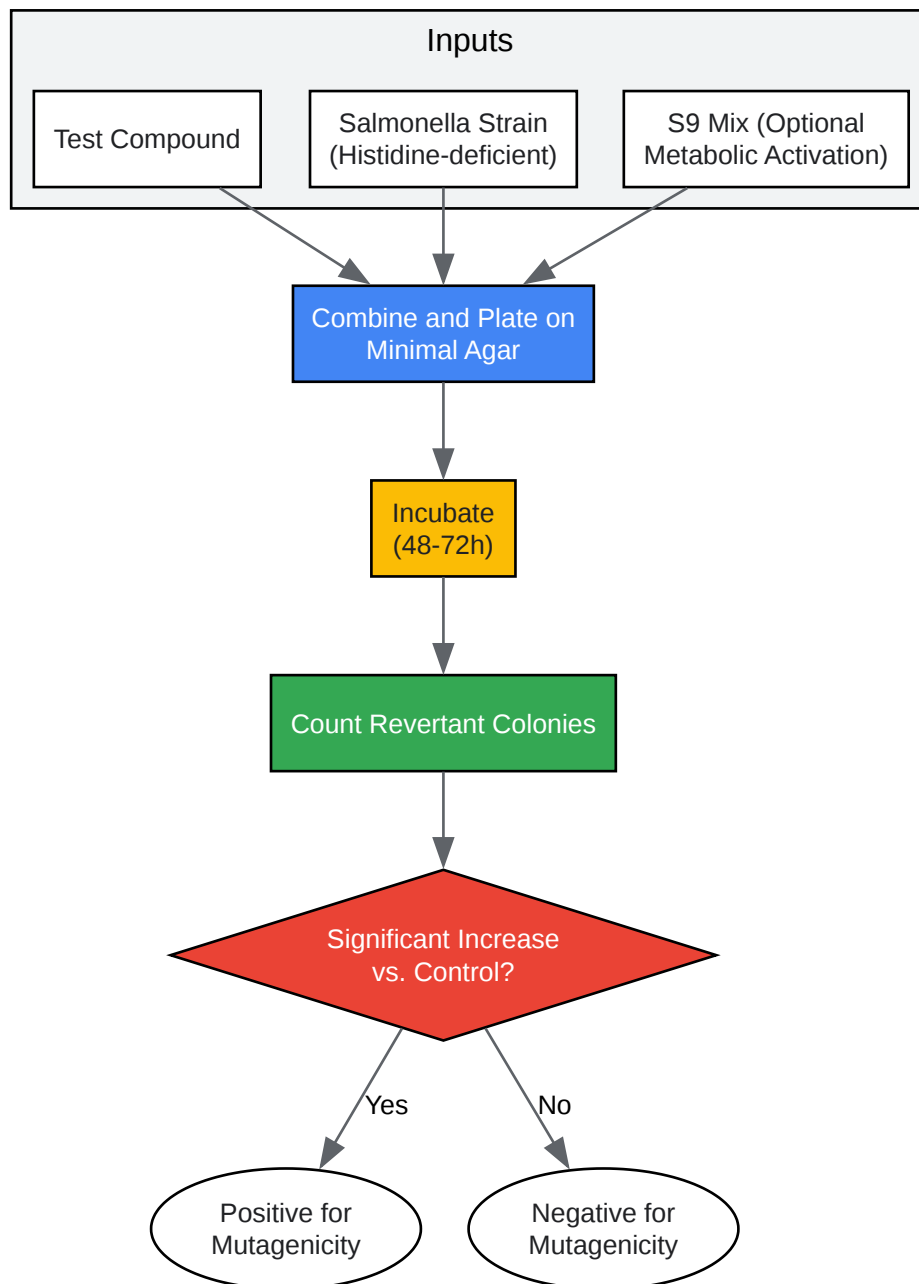 Inputs
Test Compound
Salmonella Strain
(Histidine-deficient)
S9 Mix (Optional
Metabolic Activation)
Combine and Plate on
Minimal Agar
Incubate
(48-72h)
Count Revertant Colonies
Significant Increase
vs. Control?
Yes
No
Positive for
Mutagenicity
Negative for
Mutagenicity